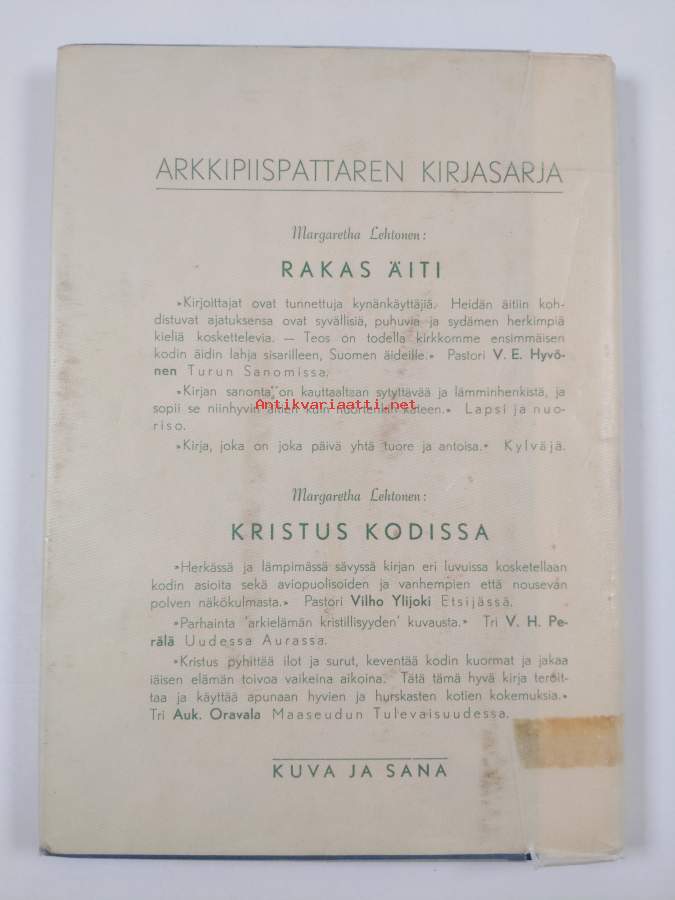 ARKKIPIISPATTAREN KIRJASARJA
Margaretha Lehtonen:
RAKAS ÄITI
»Kirjoittajat ovat tunnettuja kynänkäyttäjiä. Heidän äitiin koh-
distuvat ajatuksensa ovat syvällisiä, puhuvia ja sydämen herkimpiä
kieliä koskettelevia. — Teos on todella kirkkomme ensimmäisen
kodin äidin lahja sisarilleen, Suomen äideille.» Pastori V. E. Hyvö-
nen Turun Sanomissa.
»Kirjan sanonta on kauttaaltaan sytyttävää ja lämminhenkistä, ja
Antikvariaatti.net
sopii se niinhyvin äitien kuin nuortenkin käteen.» Lapsi ja nuo-
riso.
»Kirja, joka on joka päivä yhtä tuore ja antoisa.» Kylväjä.
Margaretha Lehtonen:
KRISTUS KODISSA
»Herkässä ja lämpimässä sävyssä kirjan eri luvuissa kosketellaan
kodin asioita sekä aviopuolisoiden ja vanhempien että nousevan
polven näkökulmasta.» Pastori Vilho Ylijoki Etsijässä.
»Parhainta 'arkielämän kristillisyyden' kuvausta.» Tri V. H. Pe-
rälä Uudessa Aurassa.
»Kristus pyhittää ilot ja surut, keventää kodin kuormat ja jakaa
iäisen elämän toivoa vaikeina aikoina. Tätä tämä hyvä kirja teroit-
taa ja käyttää apunaan hyvien ja hurskasten kotien kokemuksia.»
Tri Auk. Oravala Maaseudun Tulevaisuudessa.
KUVA JA SANA